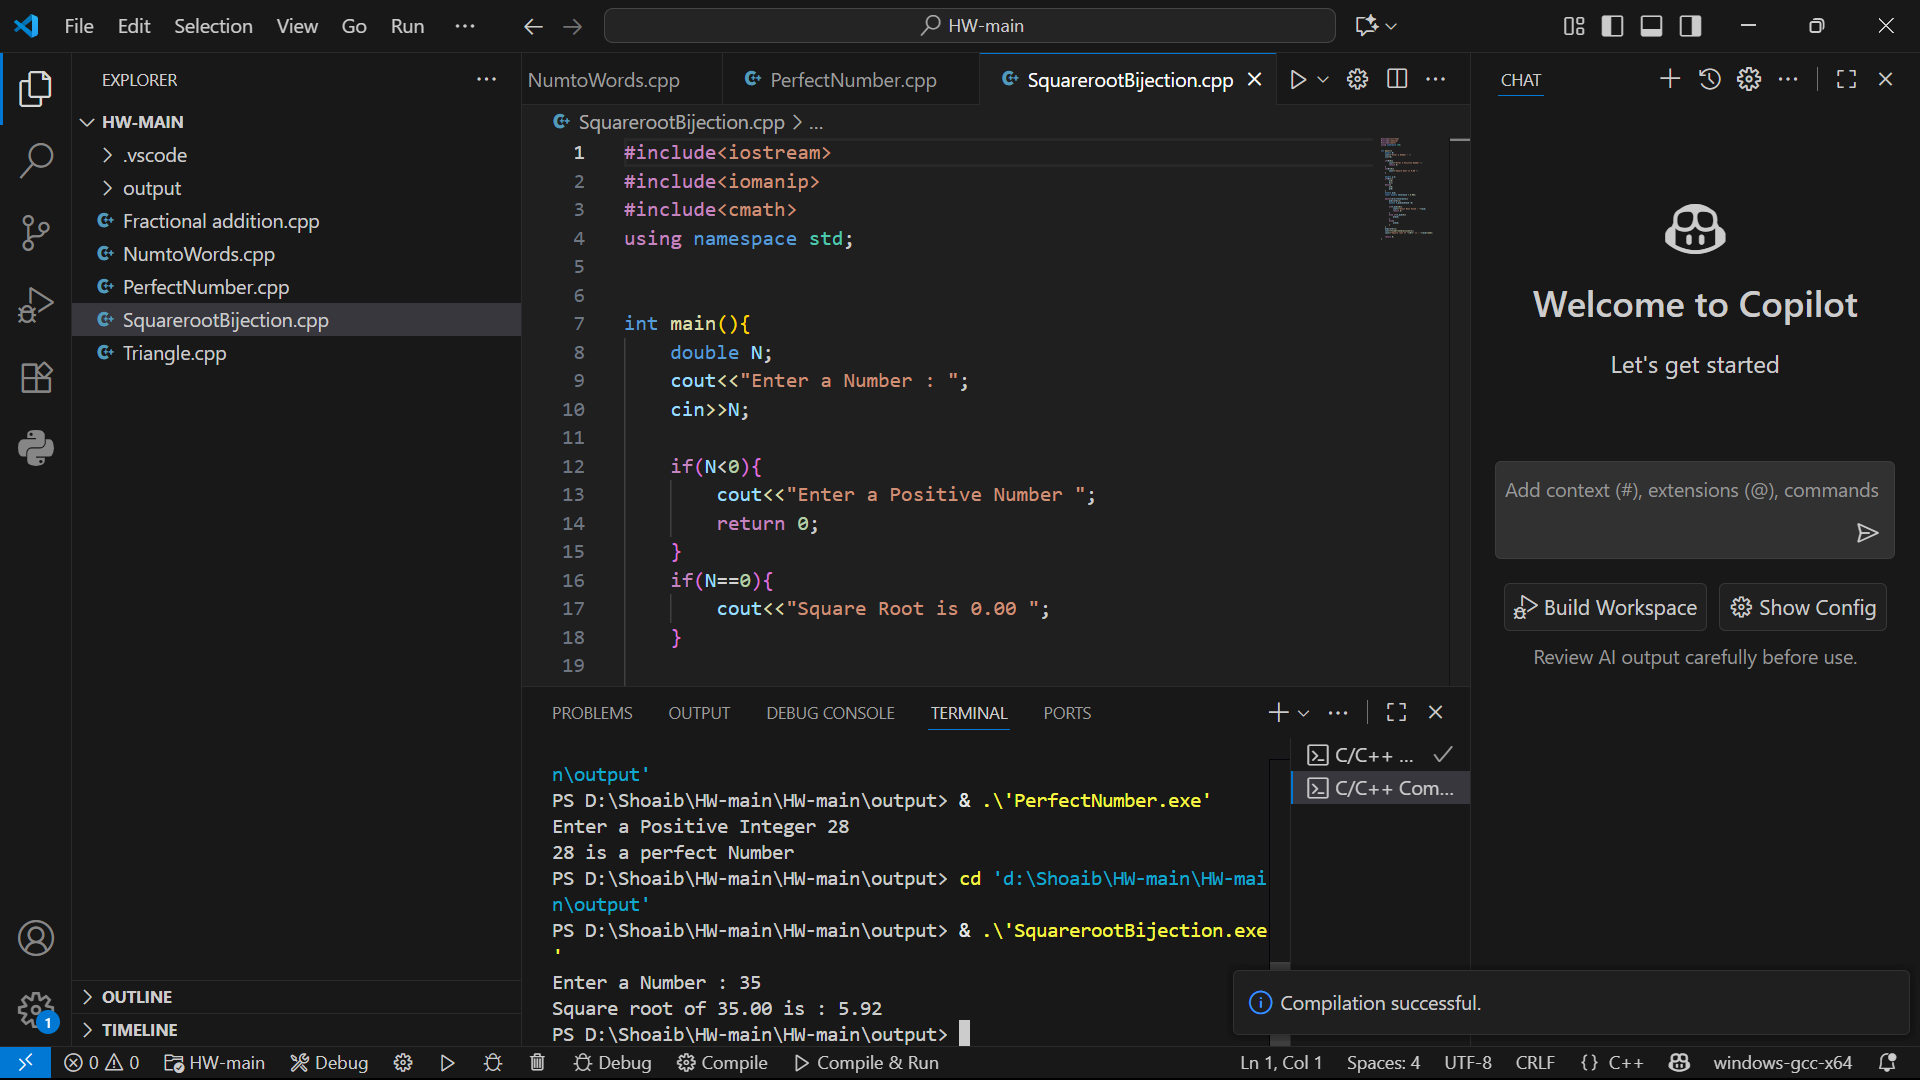 File Edit Selection View Go Run ··· HW-main
EXPLORER
HW-MAIN
.vscode
output
Fractional addition.cpp
NumtoWords.cpp
PerfectNumber.cpp
SquarerootBijection.cpp
Triangle.cpp
OUTLINE
TIMELINE
NumtoWords.cpp PerfectNumber.cpp SquarerootBijection.cpp
SquarerootBijection.cpp > ...
1 #include<iostream>
2 #include<iomanip>
3 #include<cmath>
4 using namespace std;
5
6
7 int main(){
8 double N;
9 cout<<"Enter a Number : ";
10 cin>>N;
11
12 if(N<0){
13 cout<<"Enter a Positive Number ";
14 return 0;
15 }
16 if(N==0){
17 cout<<"Square Root is 0.00 ";
18 }
19
PROBLEMS OUTPUT DEBUG CONSOLE TERMINAL PORTS
n\output'
PS D:\Shoaib\HW-main\HW-main\output> & .\'PerfectNumber.exe'
Enter a Positive Integer 28
28 is a perfect Number
PS D:\Shoaib\HW-main\HW-main\output> cd 'd:\Shoaib\HW-main\HW-mai
n\output'
PS D:\Shoaib\HW-main\HW-main\output> & .\'SquarerootBijection.exe
'
Enter a Number : 35
Square root of 35.00 is : 5.92
PS D:\Shoaib\HW-main\HW-main\output>
C/C++ ...
C/C++ Com...
CHAT
Welcome to Copilot
Let's get started
Add context (#), extensions (@), commands
Build Workspace Show Config
Review AI output carefully before use.
Compilation successful.
1
0 0 HW-main Debug Debug Compile Compile & Run Ln 1, Col 1 Spaces: 4 UTF-8 CRLF {} C++ windows-gcc-x64